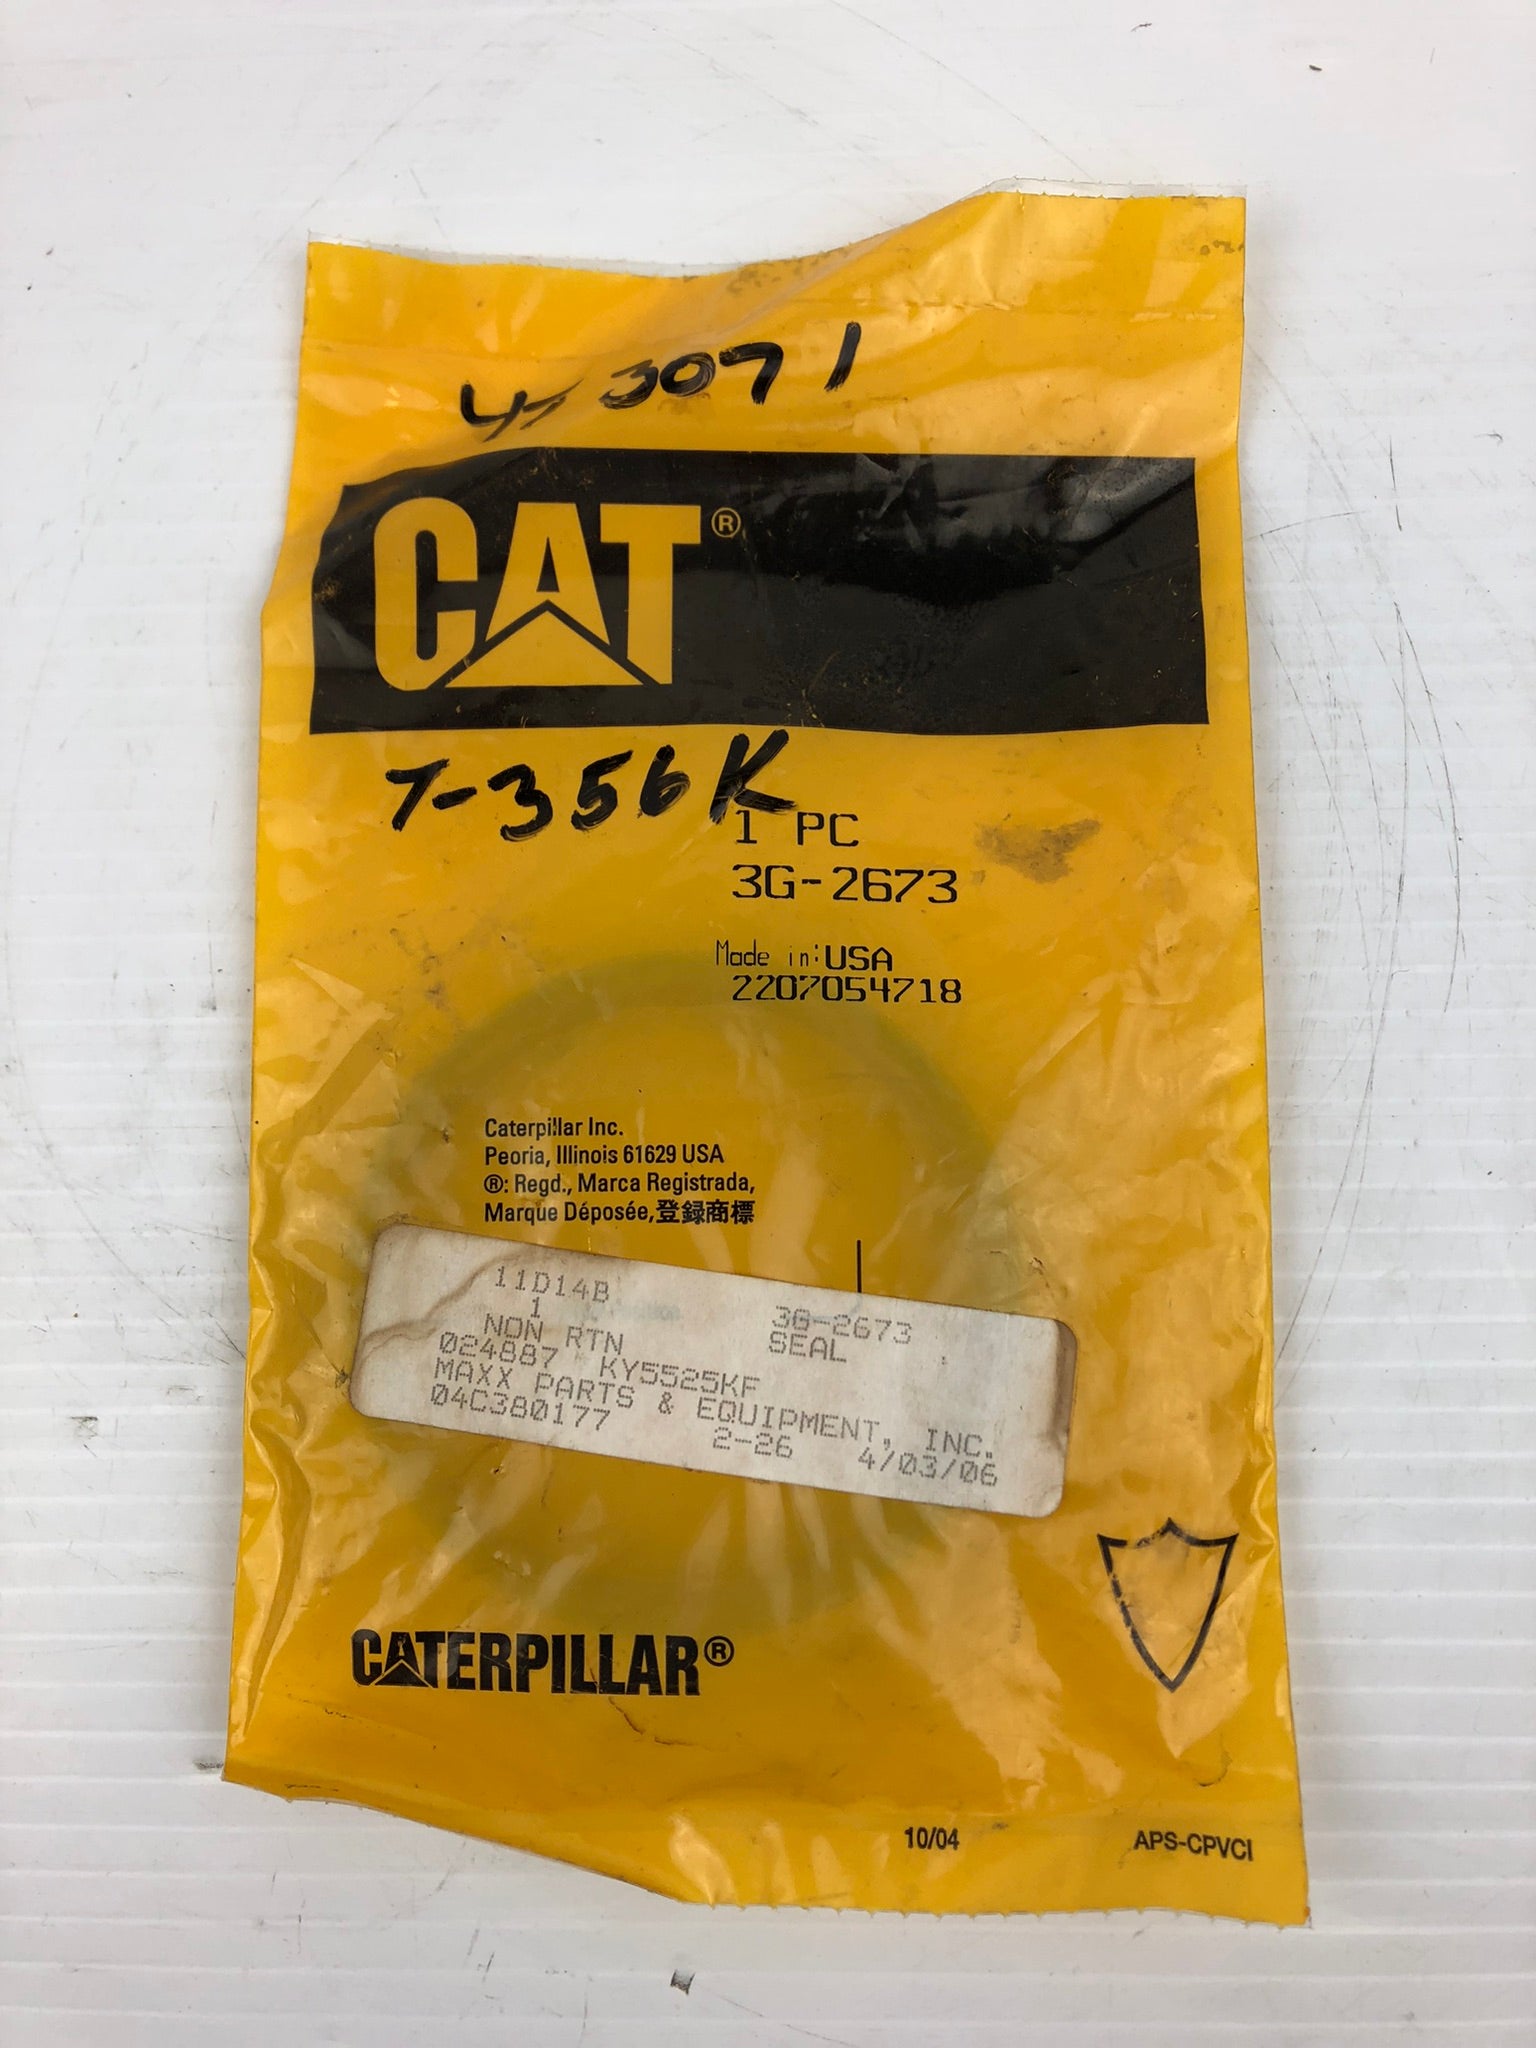 47 3071
CAT®
T-356K
1 PC
3G-2673
Made in: USA
2207054718
Caterpillar Inc.
Peoria, Illinois 61629 USA
®: Regd., Marca Registrada,
Marque Déposée,登録商標
11D14B
1 3G-2673
NON RTN SEAL
024887 KY5525KF
MAXX PARTS & EQUIPMENT, INC.
04C380177 2-26 4/03/06
CATERPILLAR®
10/04 APS-CPVCI